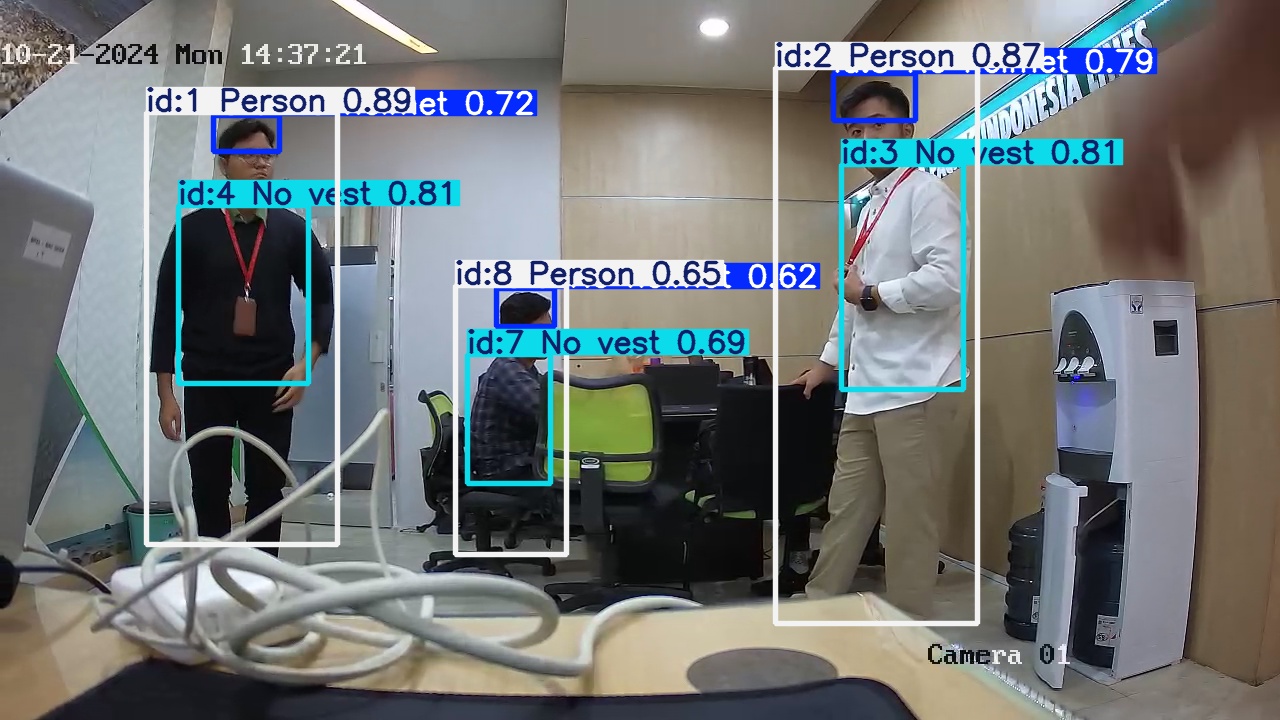 10-21-2024 Mon 14:37:21
id:2 Person 0.87 helmet 0.79
id:1 Person 0.89 helmet 0.72
INDONESIA
id:3 No vest 0.81
id:4 No vest 0.81
id:8 Person 0.65 0.62
id:7 No vest 0.69
Camera 01